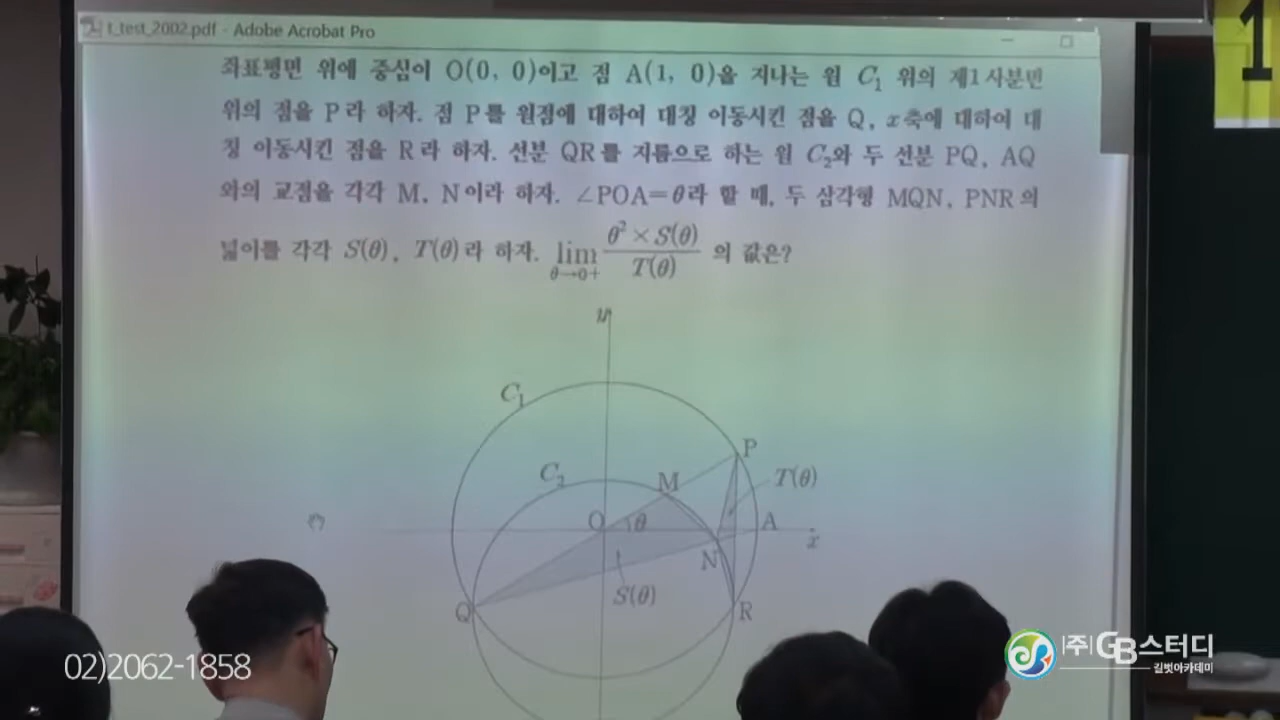 t_test_2002.pdf - Adobe Acrobat Pro
1
좌표평면 위에 중심이 O(0, 0)이고 점 A(1, 0)을 지나는 원 C₁ 위의 제1사분면
위의 점을 P라 하자. 점 P를 원점에 대하여 대칭 이동시킨 점을 Q, x축에 대하여 대
칭 이동시킨 점을 R라 하자. 선분 QR를 지름으로 하는 원 C₂와 두 선분 PQ, AQ
와의 교점을 각각 M, N이라 하자. ∠POA=θ라 할 때, 두 삼각형 MQN, PNR의
넓이를 각각 S(θ), T(θ)라 하자. lim θ→0+ θ²×S(θ) / T(θ) 의 값은?
y
C₁
P
C₂
M
T(θ)
O
θ
A
x
N
S(θ)
Q
R
02)2062-1858
(주)GB스터디
길벗아카데미